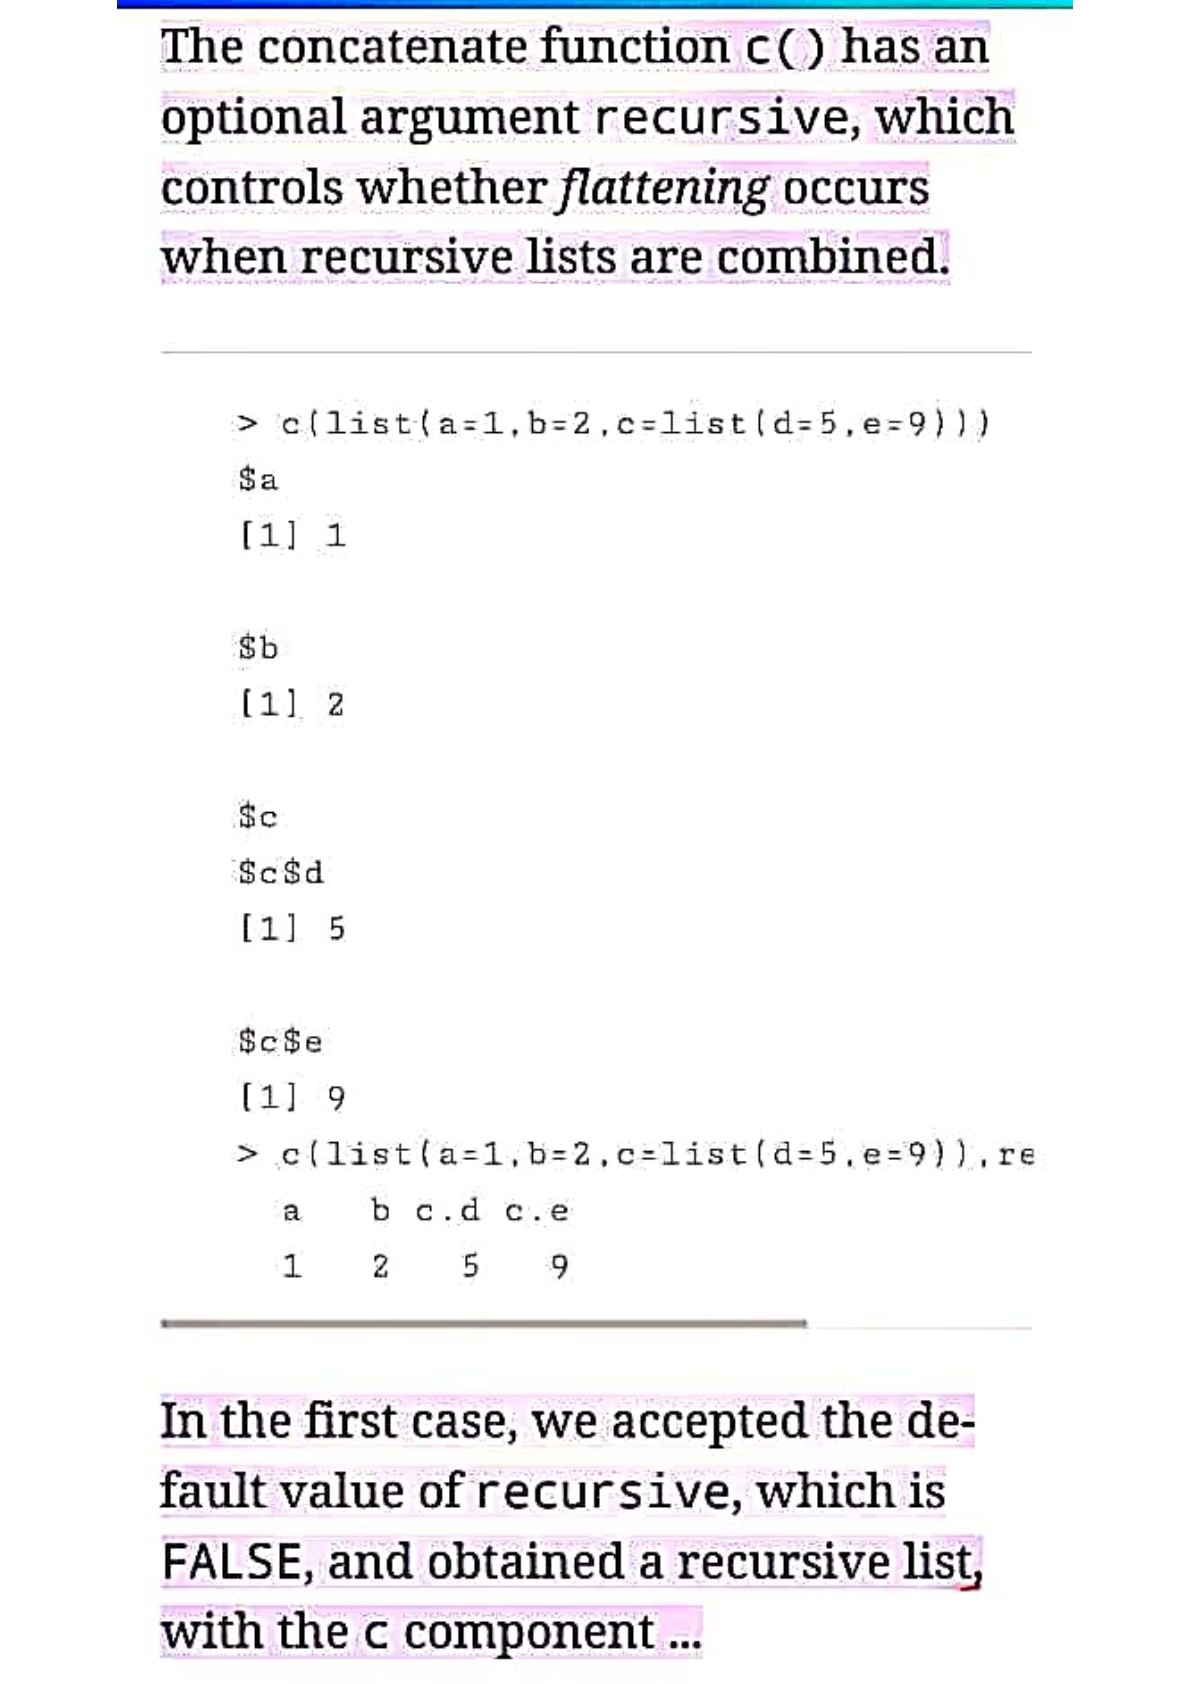 The concatenate function c() has an
optional argument recursive, which
controls whether flattening occurs
when recursive lists are combined.
> c(list(a=1,b=2,c=list(d=5,e=9)))
$a
[1] 1
$b
[1] 2
$c
$c$d
[1] 5
$c$e
[1] 9
> c(list(a=1,b=2,c=list(d=5,e=9)),re
a b c.d c.e
1 2 5 9
In the first case, we accepted the de-
fault value of recursive, which is
FALSE, and obtained a recursive list,
with the c component ...